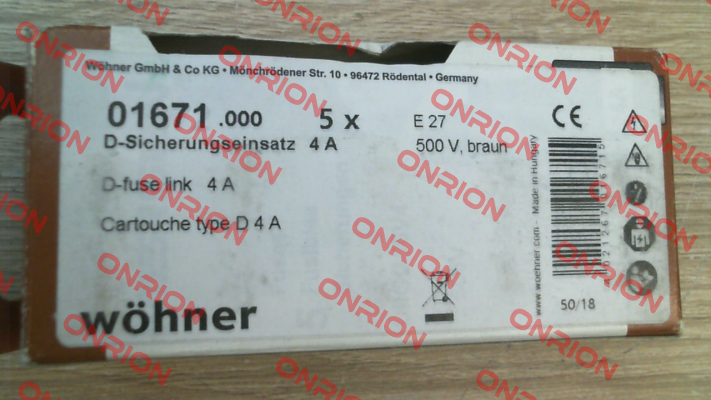 Wöhner GmbH & Co KG • Mönchrödener Str. 10 • 96472 Rödental • Germany
01671 .000 5 x E 27
D-Sicherungseinsatz 4 A 500 V, braun
D-fuse link 4 A
Cartouche type D 4 A
wöhner
CE
www.woehner.com - Made in Hungary
50/18
ONRION